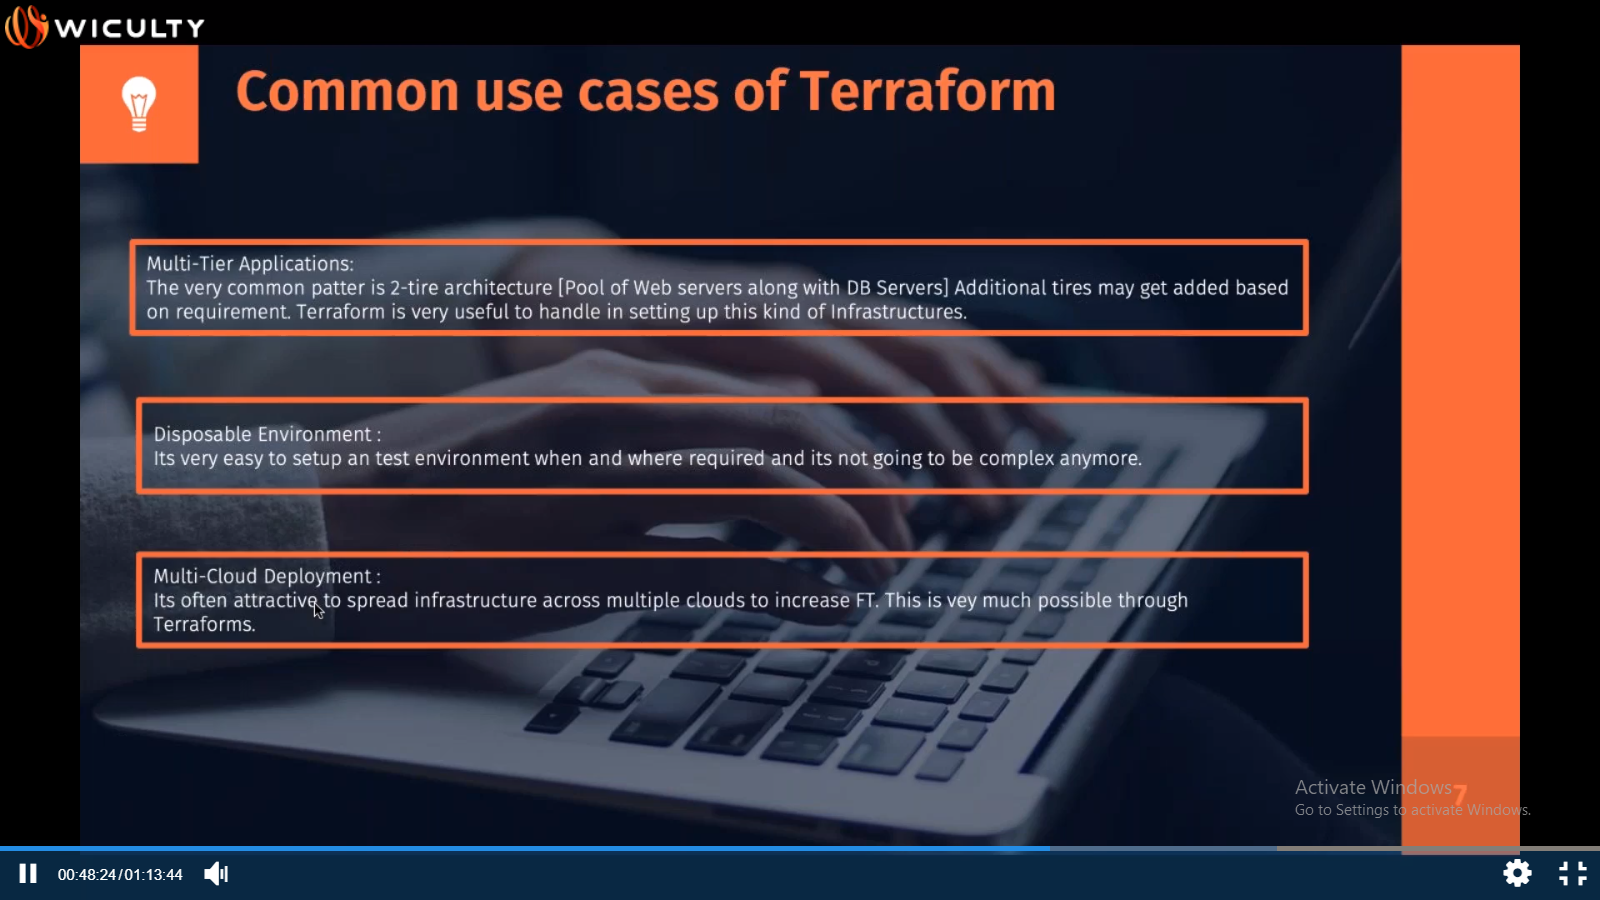 WICULTY
Common use cases of Terraform
Multi-Tier Applications:
The very common patter is 2-tire architecture [Pool of Web servers along with DB Servers] Additional tires may get added based
on requirement. Terraform is very useful to handle in setting up this kind of Infrastructures.
Disposable Environment :
Its very easy to setup an test environment when and where required and its not going to be complex anymore.
Multi-Cloud Deployment :
Its often attractive to spread infrastructure across multiple clouds to increase FT. This is vey much possible through
Terraforms.
Activate Windows
7
Go to Settings to activate Windows.
00:48:24/01:13:44